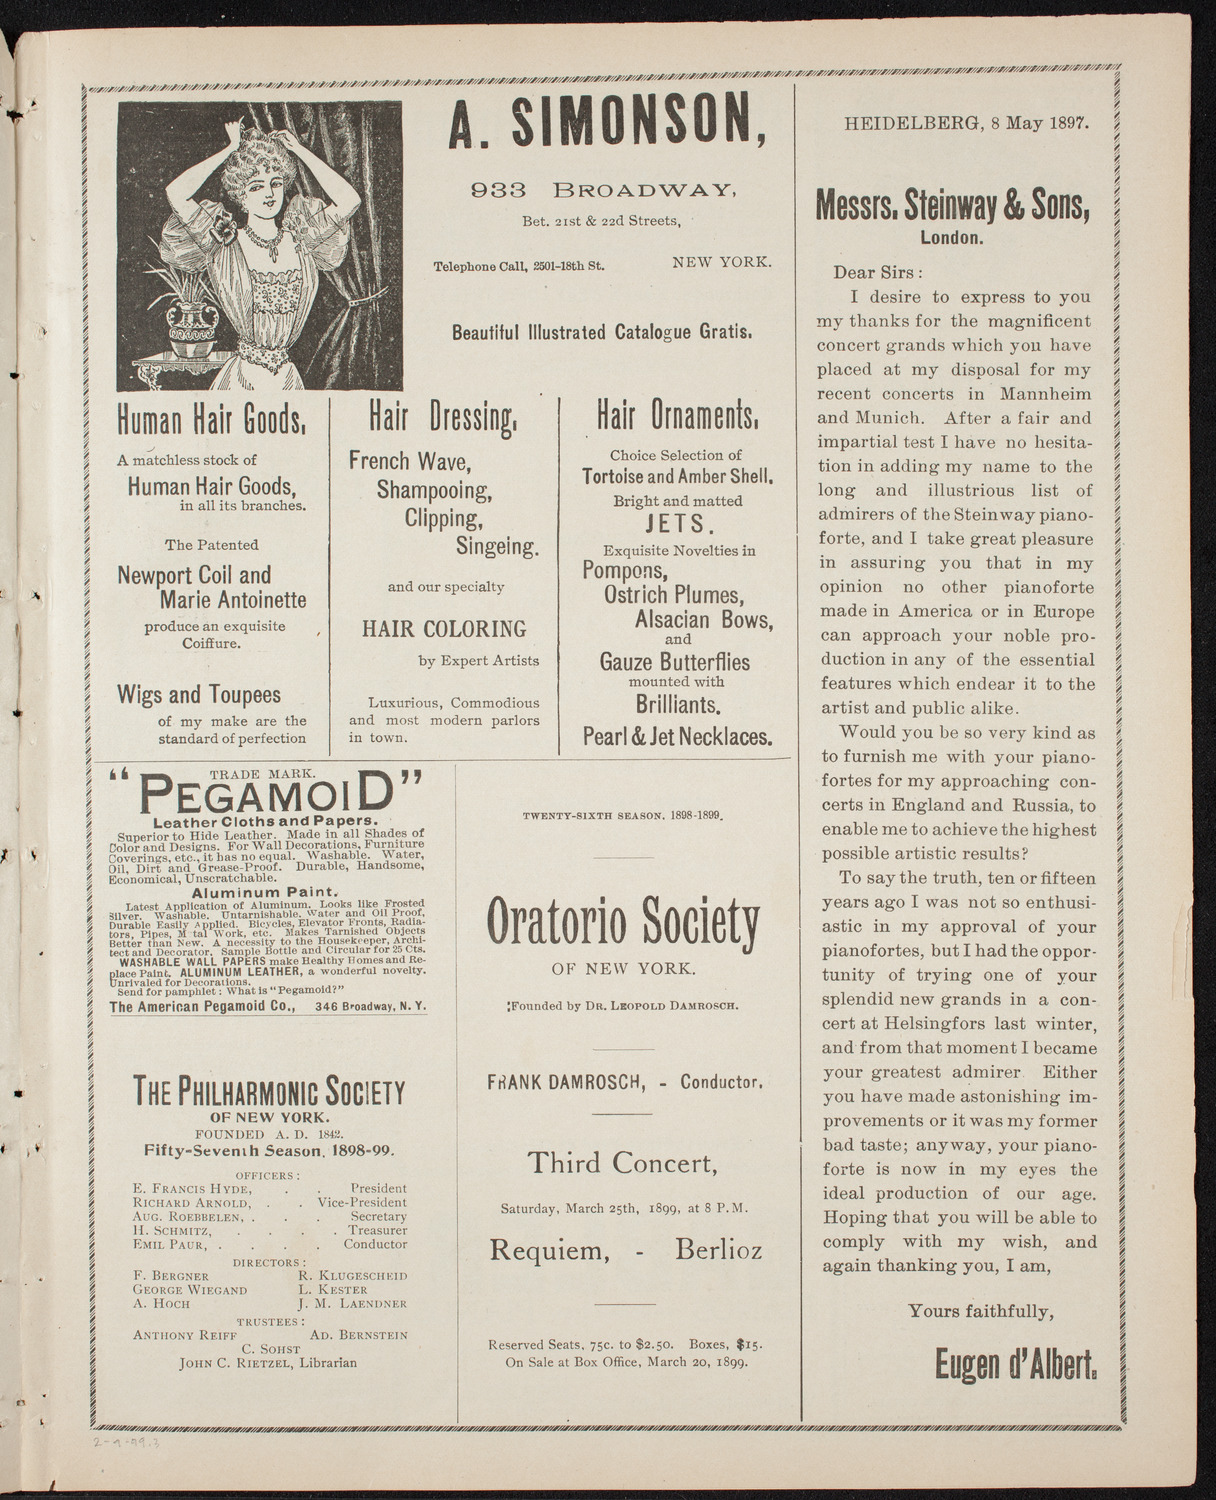 A. SIMONSON,
933 BROADWAY,
Bet. 21st & 22d Streets,
Telephone Call, 2501-18th St. NEW YORK.
Beautiful Illustrated Catalogue Gratis.
Human Hair Goods,
A matchless stock of
Human Hair Goods,
in all its branches.
The Patented
Newport Coil and
Marie Antoinette
produce an exquisite
Coiffure.
Wigs and Toupees
of my make are the
standard of perfection
Hair Dressing,
French Wave,
Shampooing,
Clipping,
Singeing.
and our specialty
HAIR COLORING
by Expert Artists
Luxurious, Commodious
and most modern parlors
in town.
Hair Ornaments,
Choice Selection of
Tortoise and Amber Shell.
Bright and matted
JETS.
Exquisite Novelties in
Pompons,
Ostrich Plumes,
Alsacian Bows,
and
Gauze Butterflies
mounted with
Brilliants.
Pearl & Jet Necklaces.
TRADE MARK.
"PEGAMOID"
Leather Cloths and Papers.
Superior to Hide Leather. Made in all Shades of
Color and Designs. For Wall Decorations, Furniture
Coverings, etc., it has no equal. Washable. Water,
Oil, Dirt and Grease-Proof. Durable, Handsome,
Economical, Unscratchable.
Aluminum Paint.
Latest Application of Aluminum. Looks like Frosted
Silver. Washable. Untarnishable. Water and Oil Proof,
Durable Easily Applied. Bicycles, Elevator Fronts, Radia-
tors, Pipes, M tal Work, etc. Makes Tarnished Objects
Better than New. A necessity to the Housekeeper, Archi-
tect and Decorator. Sample Bottle and Circular for 25 Cts.
WASHABLE WALL PAPERS make Healthy Homes and Re-
place Paint. ALUMINUM LEATHER, a wonderful novelty.
Unrivaled for Decorations.
Send for pamphlet: What is "Pegamoid?"
The American Pegamoid Co., 346 Broadway, N. Y.
THE PHILHARMONIC SOCIETY
OF NEW YORK.
FOUNDED A. D. 1842.
Fifty-Seventh Season, 1898-99.
OFFICERS:
E. FRANCIS HYDE, . . President
RICHARD ARNOLD, . . Vice-President
AUG. ROEBBELEN, . . . Secretary
H. SCHMITZ, . . . . Treasurer
EMIL PAUR, . . . . Conductor
DIRECTORS:
F. BERGNER R. KLUGESCHEID
GEORGE WIEGAND L. KESTER
A. HOCH J. M. LAENDNER
TRUSTEES:
ANTHONY REIFF AD. BERNSTEIN
C. SOHST
JOHN C. RIETZEL, Librarian
TWENTY-SIXTH SEASON, 1898-1899.
Oratorio Society
OF NEW YORK.
Founded by DR. LEOPOLD DAMROSCH.
FRANK DAMROSCH, - Conductor.
Third Concert,
Saturday, March 25th, 1899, at 8 P.M.
Requiem, - Berlioz
Reserved Seats, 75c. to $2.50. Boxes, $15.
On Sale at Box Office, March 20, 1899.
HEIDELBERG, 8 May 1897.
Messrs. Steinway & Sons,
London.
Dear Sirs:
I desire to express to you
my thanks for the magnificent
concert grands which you have
placed at my disposal for my
recent concerts in Mannheim
and Munich. After a fair and
impartial test I have no hesita-
tion in adding my name to the
long and illustrious list of
admirers of the Steinway piano-
forte, and I take great pleasure
in assuring you that in my
opinion no other pianoforte
made in America or in Europe
can approach your noble pro-
duction in any of the essential
features which endear it to the
artist and public alike.
Would you be so very kind as
to furnish me with your piano-
fortes for my approaching con-
certs in England and Russia, to
enable me to achieve the highest
possible artistic results?
To say the truth, ten or fifteen
years ago I was not so enthusi-
astic in my approval of your
pianofortes, but I had the oppor-
tunity of trying one of your
splendid new grands in a con-
cert at Helsingfors last winter,
and from that moment I became
your greatest admirer. Either
you have made astonishing im-
provements or it was my former
bad taste; anyway, your piano-
forte is now in my eyes the
ideal production of our age.
Hoping that you will be able to
comply with my wish, and
again thanking you, I am,
Yours faithfully,
Eugen d'Albert.